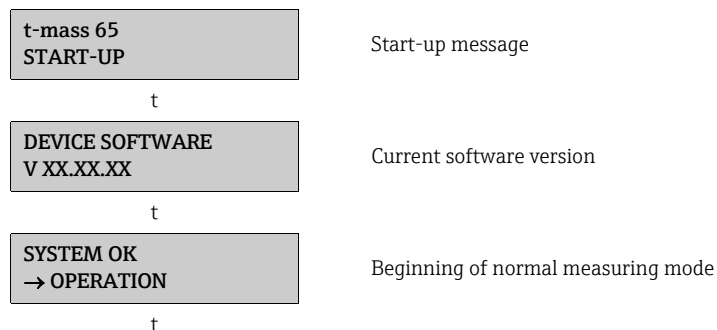 t-mass 65
START-UP
Start-up message
t
DEVICE SOFTWARE
V XX.XX.XX
Current software version
t
SYSTEM OK
→ OPERATION
Beginning of normal measuring mode
t